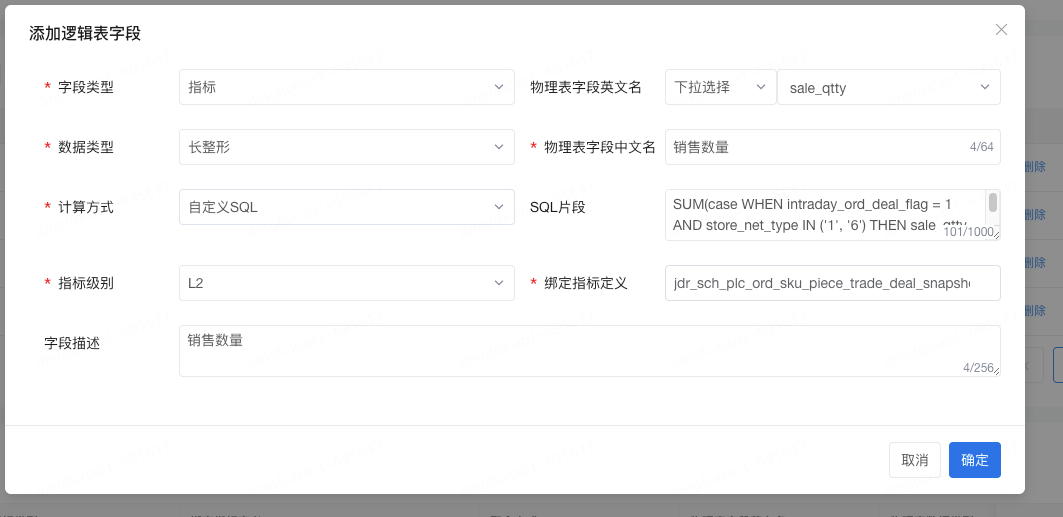 添加逻辑表字段
* 字段类型 指标 物理表字段英文名 下拉选择 sale_qtty
* 数据类型 长整形 * 物理表字段中文名 销售数量 4/64
* 计算方式 自定义SQL SQL片段 SUM(case WHEN intraday_ord_deal_flag = 1
AND store_net_type IN ('1', '6') THEN sale_qtty
101/1000
* 指标级别 L2 * 绑定指标定义 jdr_sch_plc_ord_sku_piece_trade_deal_snapsh
字段描述 销售数量
4/256
取消 确定
删除
删除
删除
删除